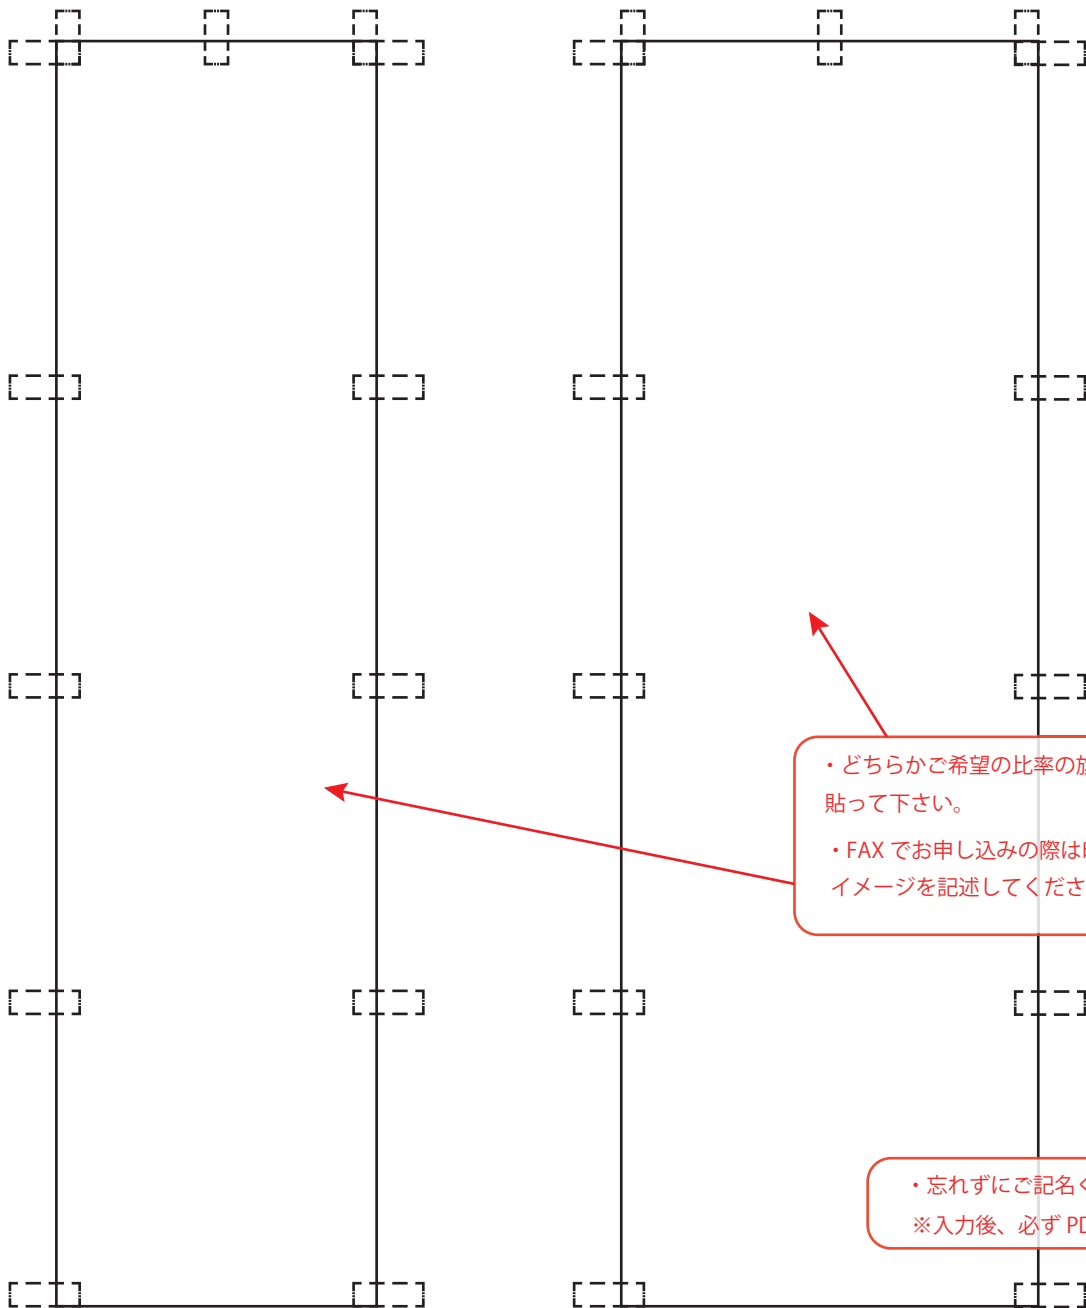 ・どちらかご希望の比率の
貼って下さい。
・FAX でお申し込みの際は
イメージを記述してくださ
・忘れずにご記名く
※入力後、必ず PD